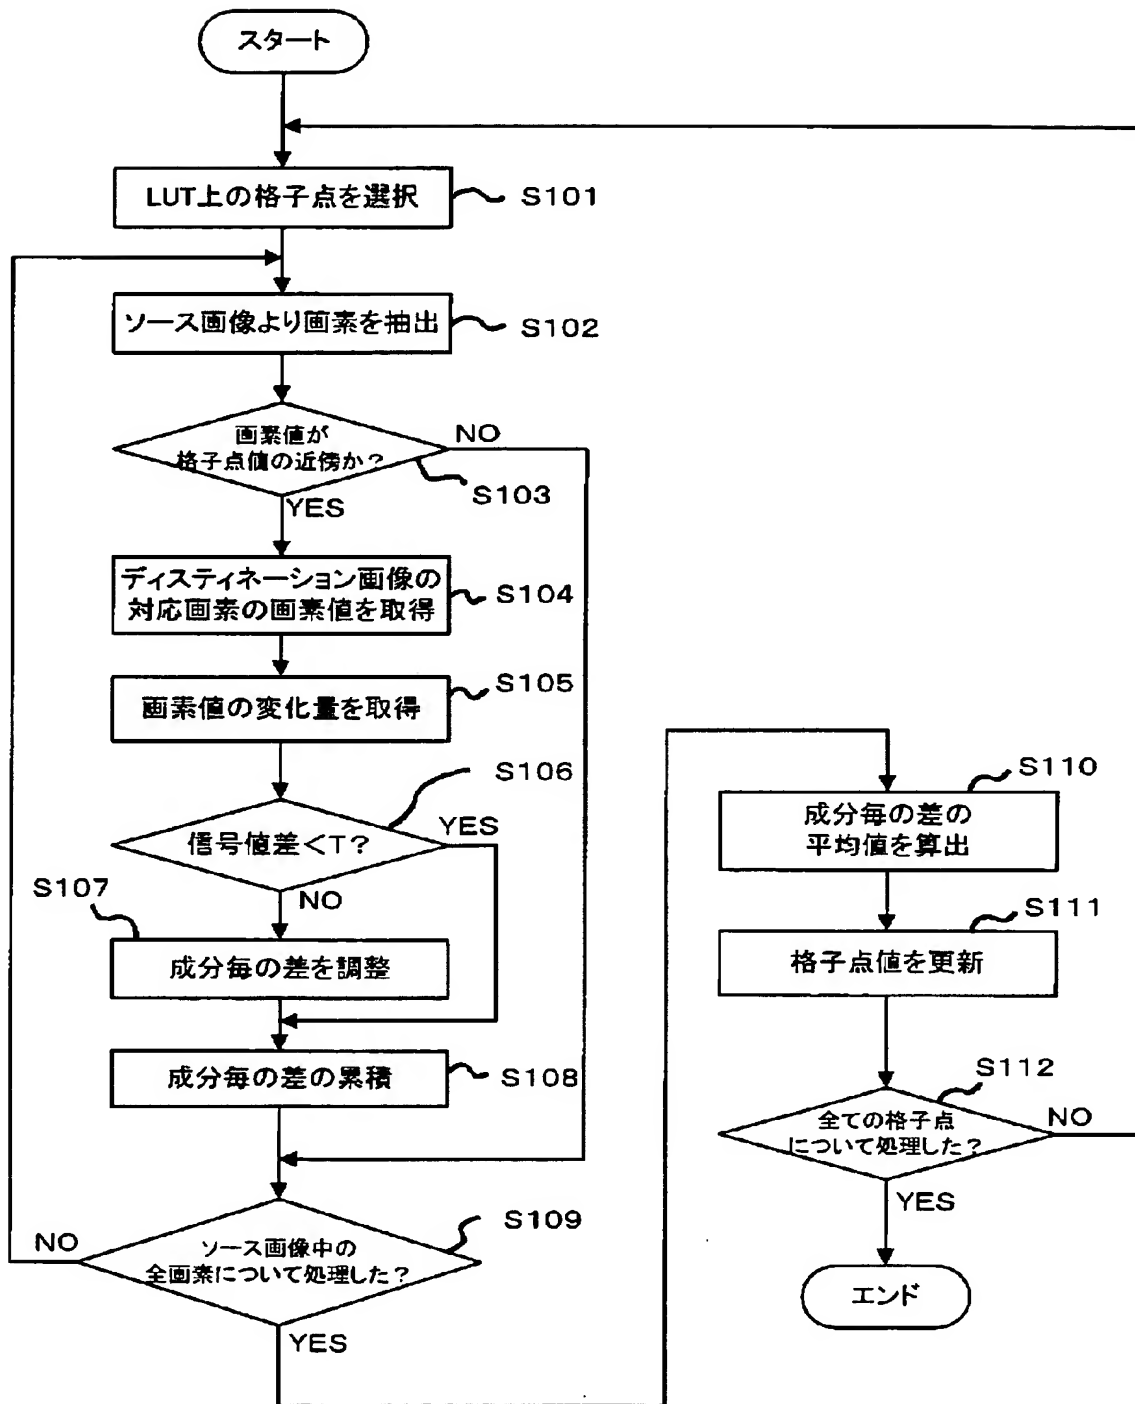 スタート
LUT上の格子点を選択
S101
ソース画像より画素を抽出
S102
画素値が
格子点値の近傍か?
NO
S103
YES
ディスティネーション画像の
対応画素の画素値を取得
S104
画素値の変化量を取得
S105
信号値差<T?
S106
YES
NO
S107
成分毎の差を調整
成分毎の差の累積
S108
ソース画像中の
全画素について処理した?
S109
NO
YES
成分毎の差の
平均値を算出
S110
格子点値を更新
S111
全ての格子点
について処理した?
S112
NO
YES
エンド